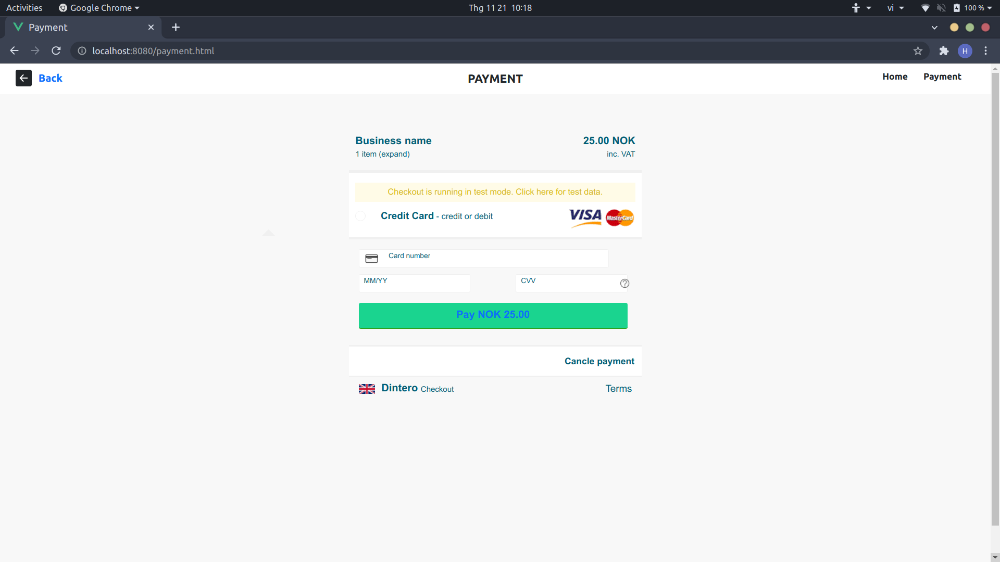 Activities Google Chrome Thg 11 21 10:18 vi 100 %
Payment
localhost:8080/payment.html H
Back PAYMENT Home Payment
Business name 25.00 NOK
1 item (expand) inc. VAT
Checkout is running in test mode. Click here for test data.
Credit Card - credit or debit VISA MasterCard
Card number
MM/YY CVV
Pay NOK 25.00
Cancle payment
Dintero Checkout Terms